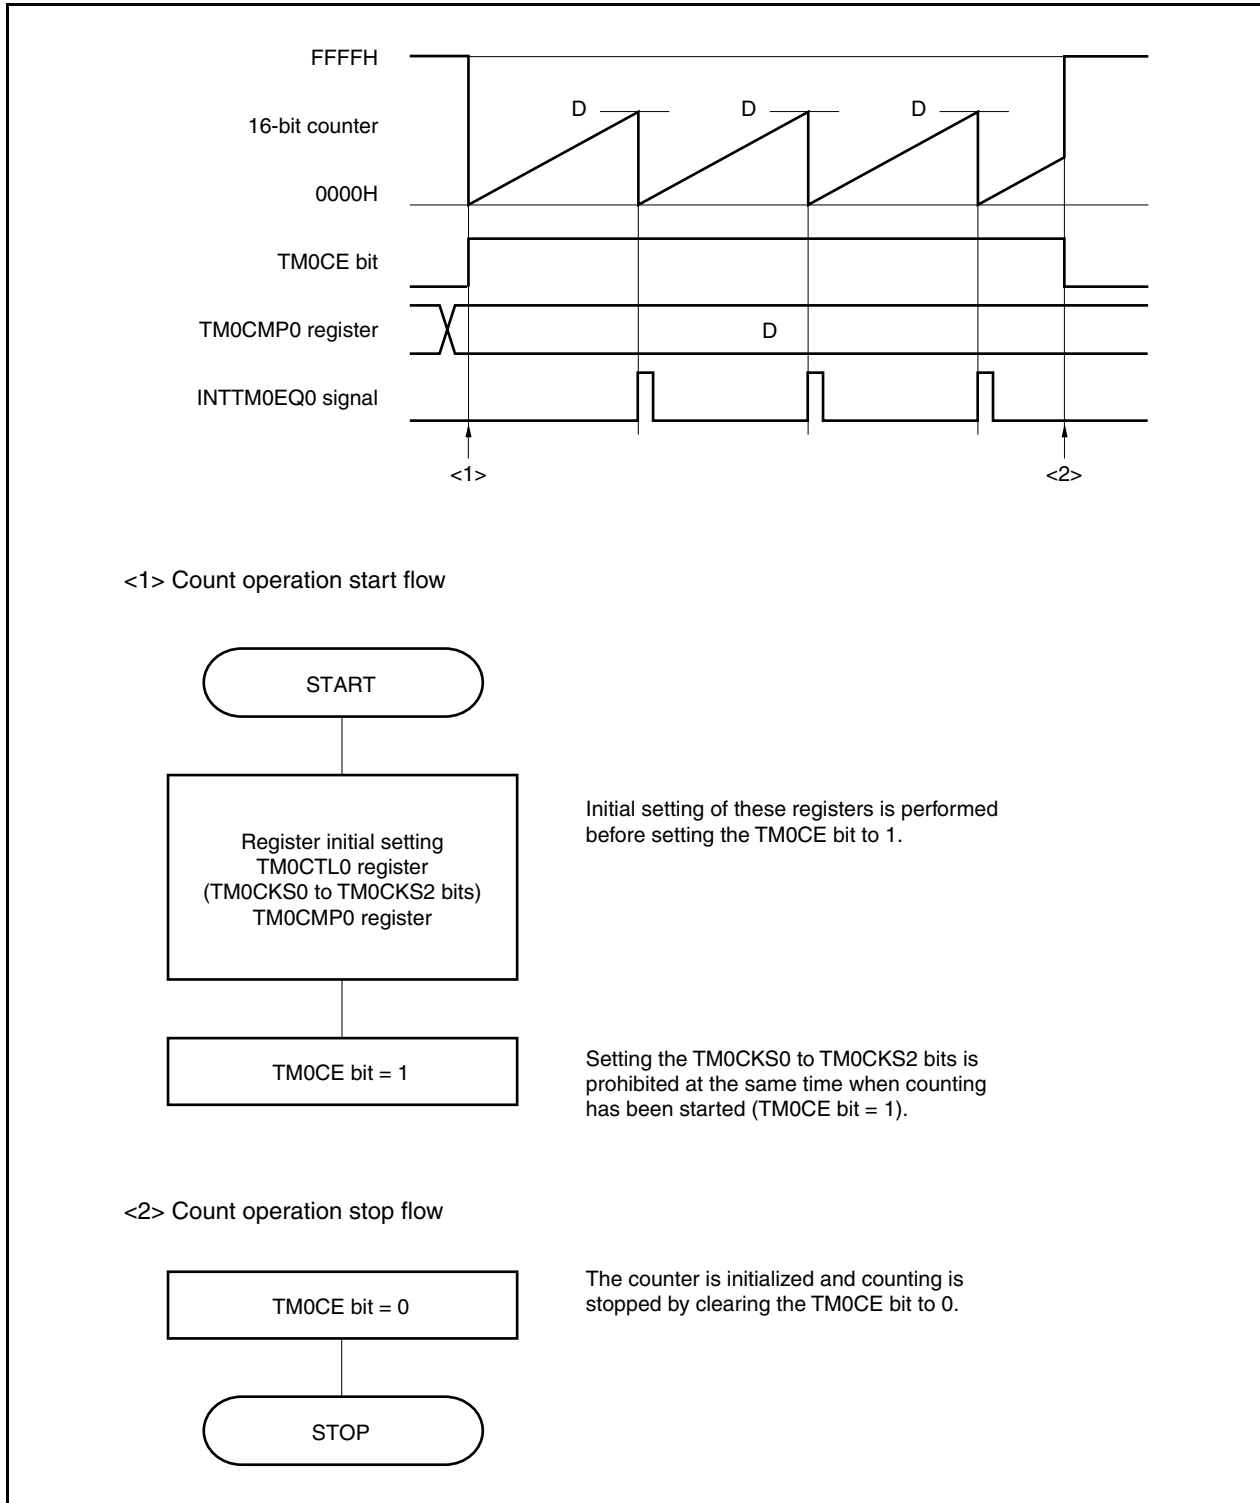 FFFFH
D D D
16-bit counter
0000H
TM0CE bit
TM0CMP0 register D
INTTM0EQ0 signal
<1> <2>
<1> Count operation start flow
START
Register initial setting
TM0CTL0 register
(TM0CKS0 to TM0CKS2 bits)
TM0CMP0 register
Initial setting of these registers is performed
before setting the TM0CE bit to 1.
TM0CE bit = 1
Setting the TM0CKS0 to TM0CKS2 bits is
prohibited at the same time when counting
has been started (TM0CE bit = 1).
<2> Count operation stop flow
TM0CE bit = 0
The counter is initialized and counting is
stopped by clearing the TM0CE bit to 0.
STOP